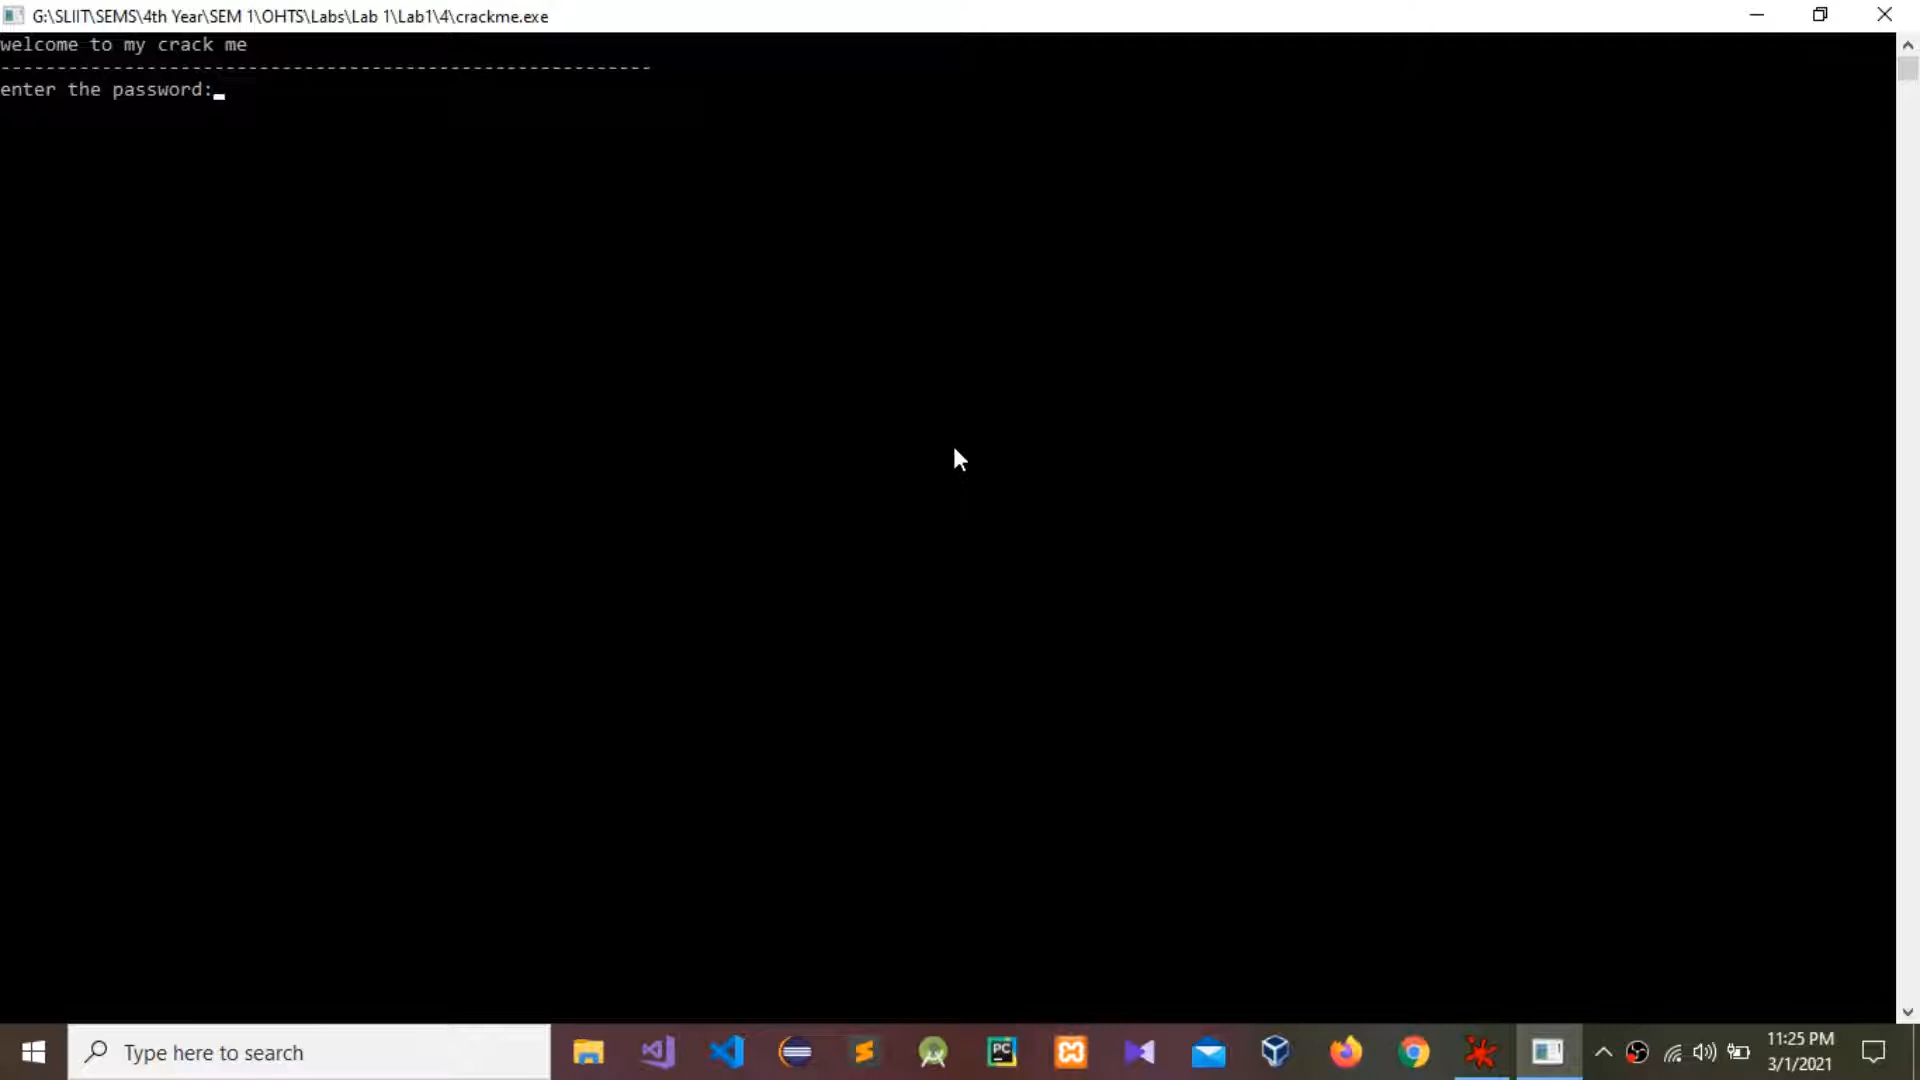 G:\SLIIT\SEMS\4th Year\SEM 1\OHTS\Labs\Lab 1\Lab1\4\crackme.exe
welcome to my crack me
----------------------------------------------------------
enter the password:
Type here to search
PC
11:25 PM
3/1/2021